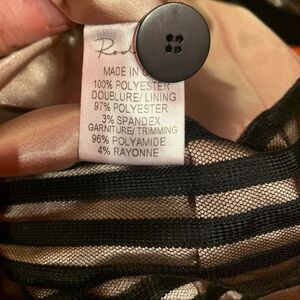 MADE IN
100% POLYESTER
DOUBLURE/ LINING
97% POLYESTER
3% SPANDEX
GARNITURE/ TRIMMING
96% POLYAMIDE
4% RAYONNE